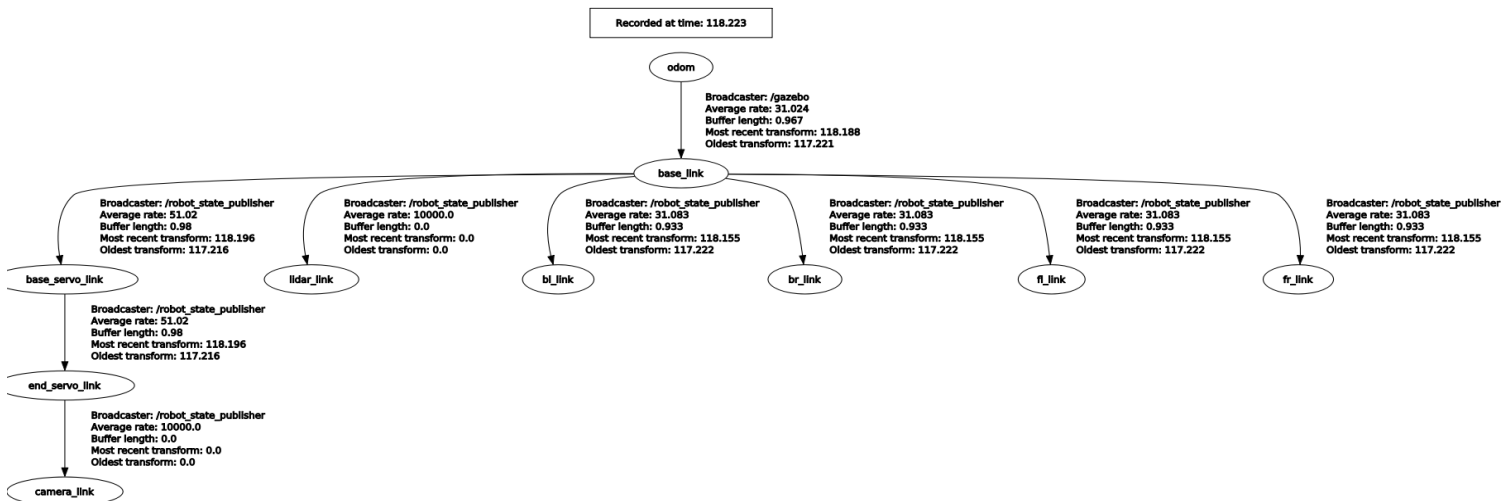 Recorded at time: 118.223
odom
Broadcaster: /gazebo
Average rate: 31.024
Buffer length: 0.967
Most recent transform: 118.188
Oldest transform: 117.221
base_link
Broadcaster: /robot_state_publisher
Average rate: 51.02
Buffer length: 0.98
Most recent transform: 118.196
Oldest transform: 117.216
Broadcaster: /robot_state_publisher
Average rate: 10000.0
Buffer length: 0.0
Most recent transform: 0.0
Oldest transform: 0.0
Broadcaster: /robot_state_publisher
Average rate: 31.083
Buffer length: 0.933
Most recent transform: 118.155
Oldest transform: 117.222
Broadcaster: /robot_state_publisher
Average rate: 31.083
Buffer length: 0.933
Most recent transform: 118.155
Oldest transform: 117.222
Broadcaster: /robot_state_publisher
Average rate: 31.083
Buffer length: 0.933
Most recent transform: 118.155
Oldest transform: 117.222
Broadcaster: /robot_state_publisher
Average rate: 31.083
Buffer length: 0.933
Most recent transform: 118.155
Oldest transform: 117.222
base_servo_link
lidar_link
bl_link
br_link
fl_link
fr_link
Broadcaster: /robot_state_publisher
Average rate: 51.02
Buffer length: 0.98
Most recent transform: 118.196
Oldest transform: 117.216
end_servo_link
Broadcaster: /robot_state_publisher
Average rate: 10000.0
Buffer length: 0.0
Most recent transform: 0.0
Oldest transform: 0.0
camera_link